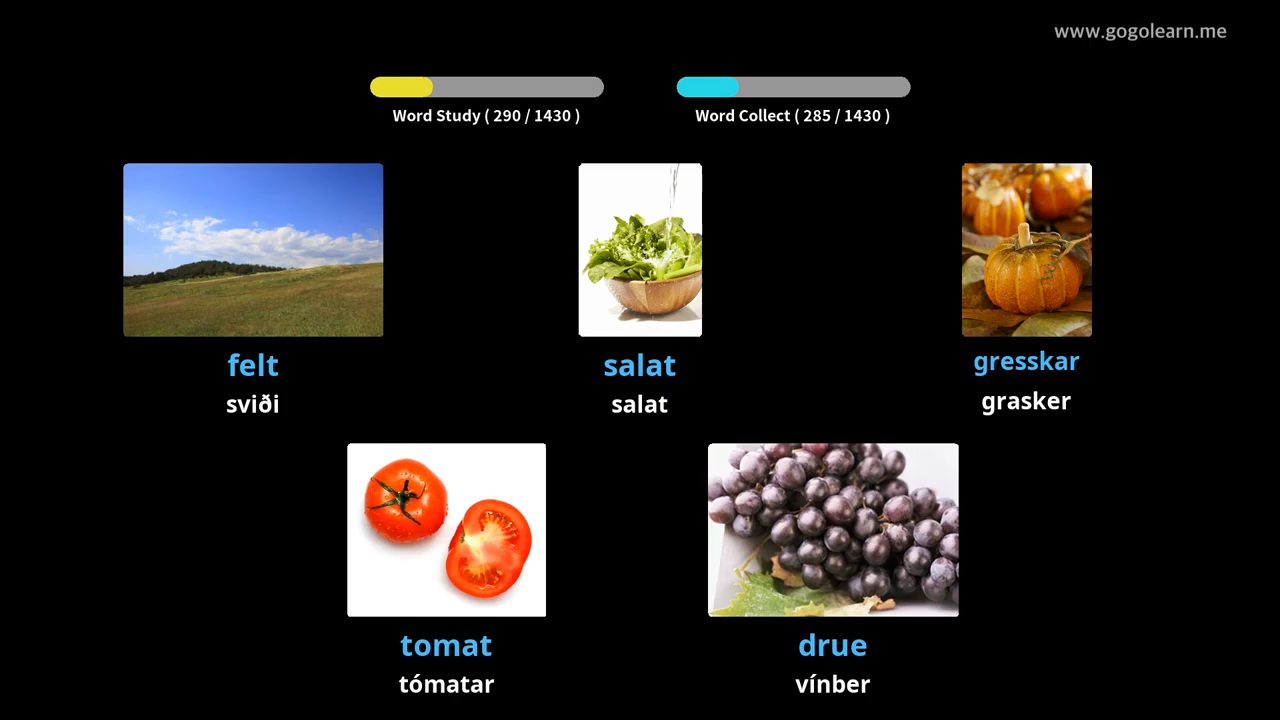 www.gogolearn.me
Word Study ( 290 / 1430 )
Word Collect ( 285 / 1430 )
felt
sviði
salat
salat
gresskar
grasker
tomat
tómatar
drue
vínber